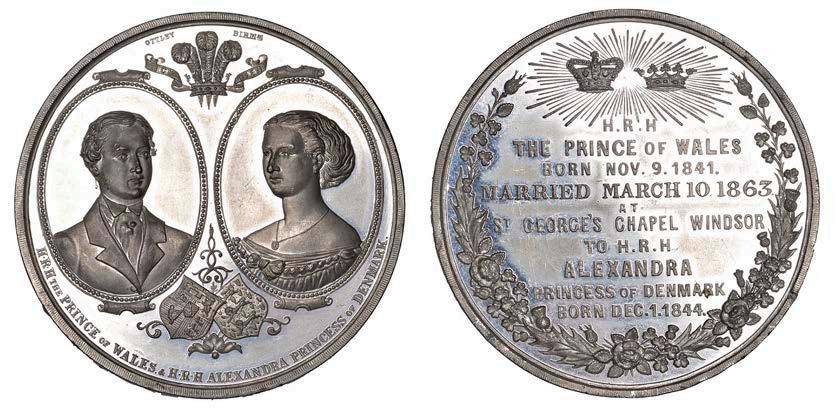 OTTLEY BIRM
H·R·H THE PRINCE OF WALES, & H·R·H ALEXANDRA PRINCESS OF DENMARK.
H.R.H
THE PRINCE OF WALES
BORN NOV. 9. 1841.
MARRIED MARCH 10 1863
AT
ST GEORGE'S CHAPEL WINDSOR
TO H.R.H
ALEXANDRA
PRINCESS OF DENMARK
BORN DEC. 1. 1844.